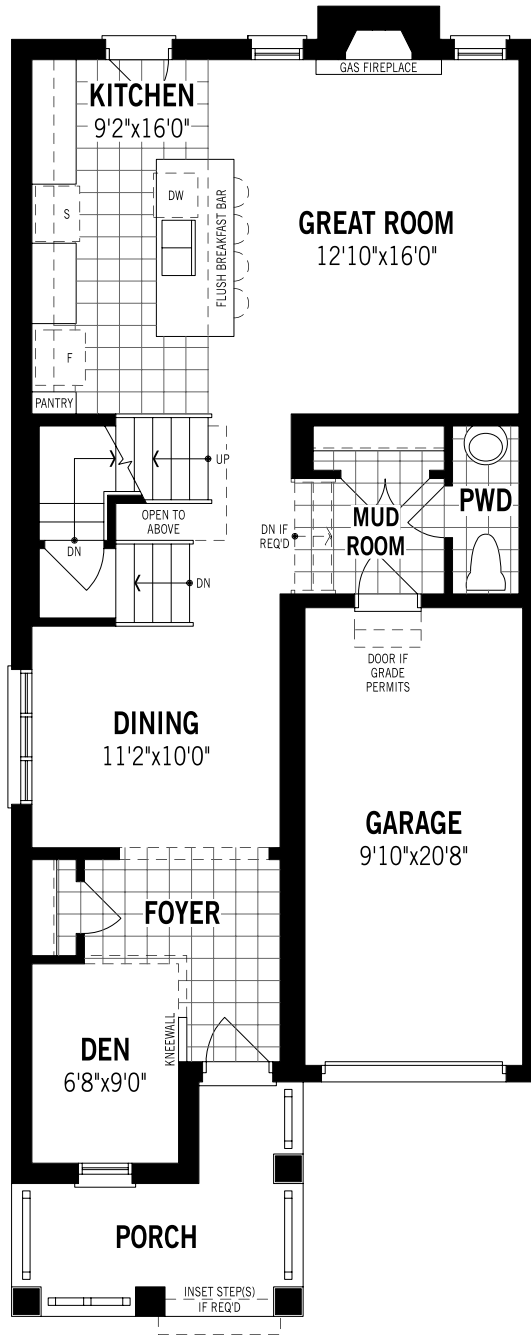 GAS FIREPLACE
KITCHEN
9'2"x16'0"
DW
S
FLUSH BREAKFAST BAR
GREAT ROOM
12'10"x16'0"
F
PANTRY
UP
OPEN TO
ABOVE
DN
DN
DN IF
REQ'D
MUD
ROOM
PWD
DOOR IF
GRADE
PERMITS
DINING
11'2"x10'0"
GARAGE
9'10"x20'8"
FOYER
KNEEWALL
DEN
6'8"x9'0"
PORCH
INSET STEP(S)
IF REQ'D